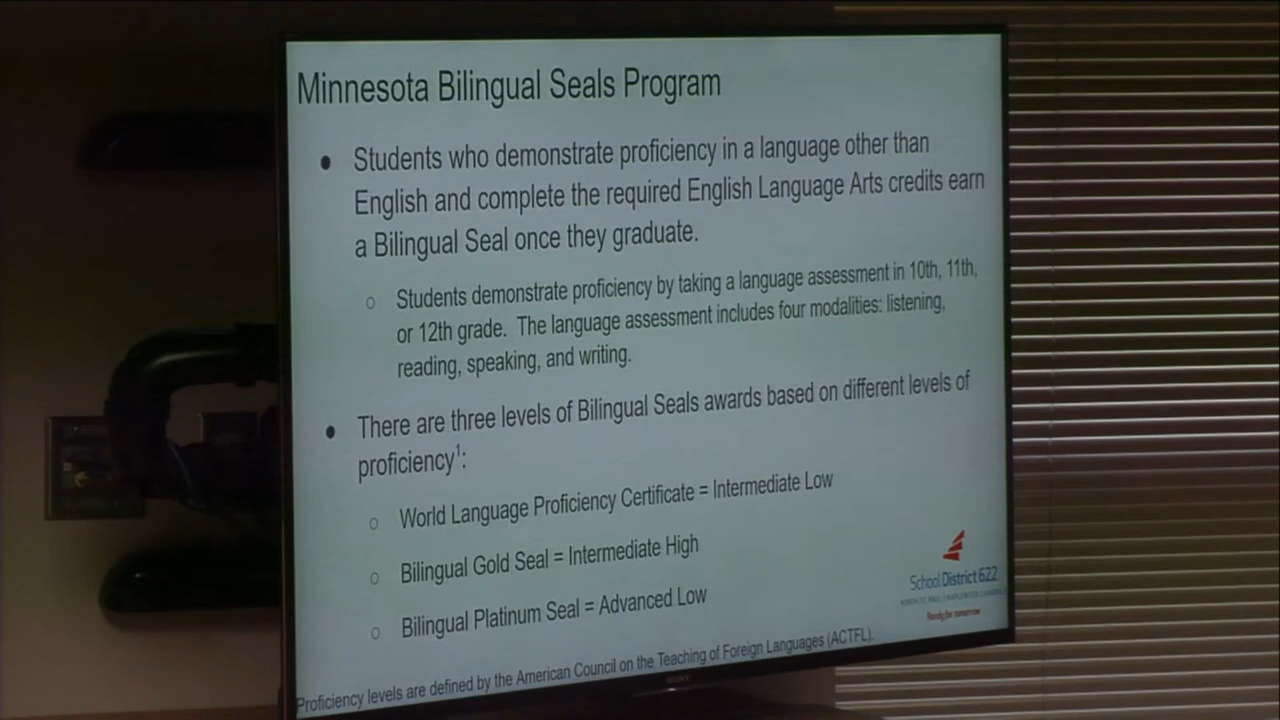 Minnesota Bilingual Seals Program
● Students who demonstrate proficiency in a language other than
English and complete the required English Language Arts credits earn
a Bilingual Seal once they graduate.
○ Students demonstrate proficiency by taking a language assessment in 10th, 11th,
or 12th grade. The language assessment includes four modalities: listening,
reading, speaking, and writing.
● There are three levels of Bilingual Seals awards based on different levels of
proficiency¹:
○ World Language Proficiency Certificate = Intermediate Low
○ Bilingual Gold Seal = Intermediate High
○ Bilingual Platinum Seal = Advanced Low
School District 622
NORTH ST. PAUL | MAPLEWOOD
Ready for tomorrow
Proficiency levels are defined by the American Council on the Teaching of Foreign Languages (ACTFL).
SONY